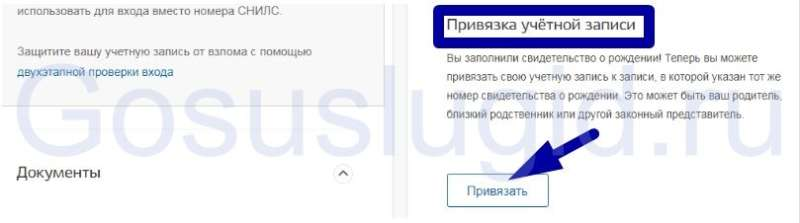 использовать для входа вместо номера СНИЛС.
Защитите вашу учетную запись от взлома с помощью
двухэтапной проверки входа
Документы
Привязка учётной записи
Вы заполнили свидетельство о рождении! Теперь вы можете
привязать свою учетную запись к записи, в которой указан тот же
номер свидетельства о рождении. Это может быть ваш родитель,
близкий родственник или другой законный представитель.
Привязать
Gosuslugid.ru